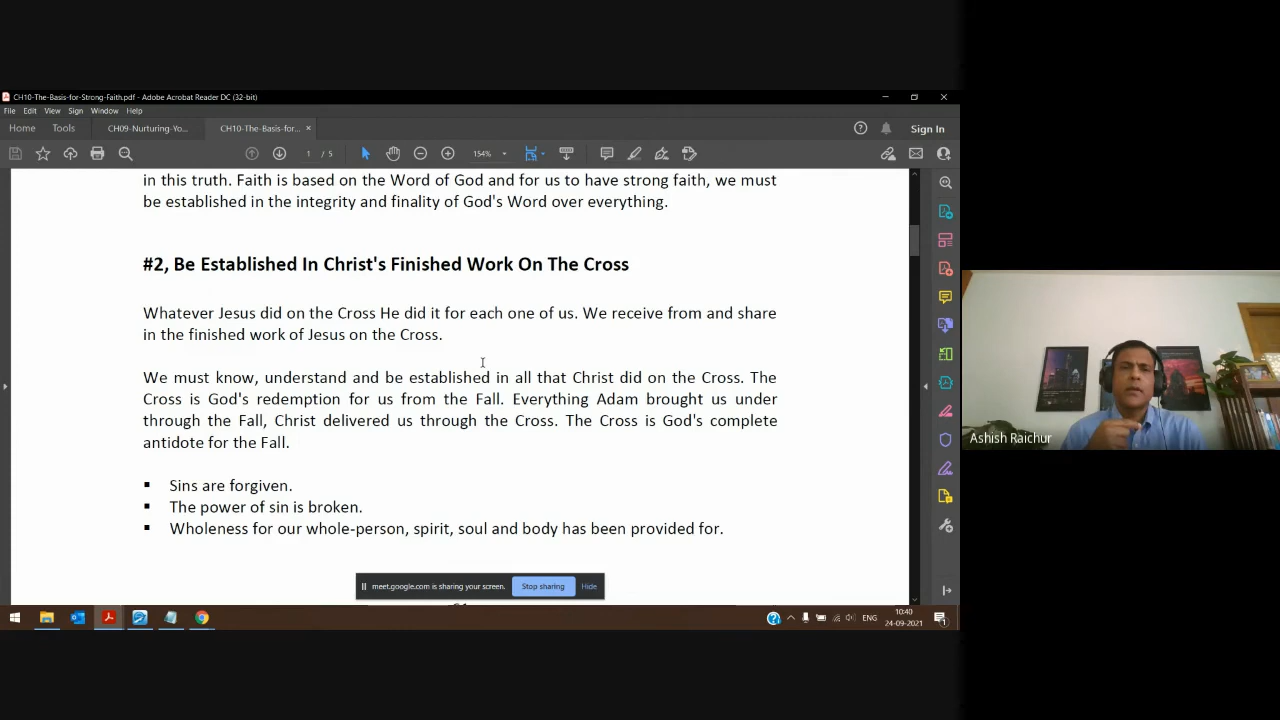 CH10-The-Basis-for-Strong-Faith.pdf - Adobe Acrobat Reader DC (32-bit)
File Edit View Sign Window Help
Home Tools CH09-Nurturing-Yo... CH10-The-Basis-for... × Sign In
1 / 5 154%
in this truth. Faith is based on the Word of God and for us to have strong faith, we must
be established in the integrity and finality of God's Word over everything.
#2, Be Established In Christ's Finished Work On The Cross
Whatever Jesus did on the Cross He did it for each one of us. We receive from and share
in the finished work of Jesus on the Cross.
We must know, understand and be established in all that Christ did on the Cross. The
Cross is God's redemption for us from the Fall. Everything Adam brought us under
through the Fall, Christ delivered us through the Cross. The Cross is God's complete
antidote for the Fall.
▪ Sins are forgiven.
▪ The power of sin is broken.
▪ Wholeness for our whole-person, spirit, soul and body has been provided for.
meet.google.com is sharing your screen. Stop sharing Hide
ENG 10:40
24-09-2021
Ashish Raichur